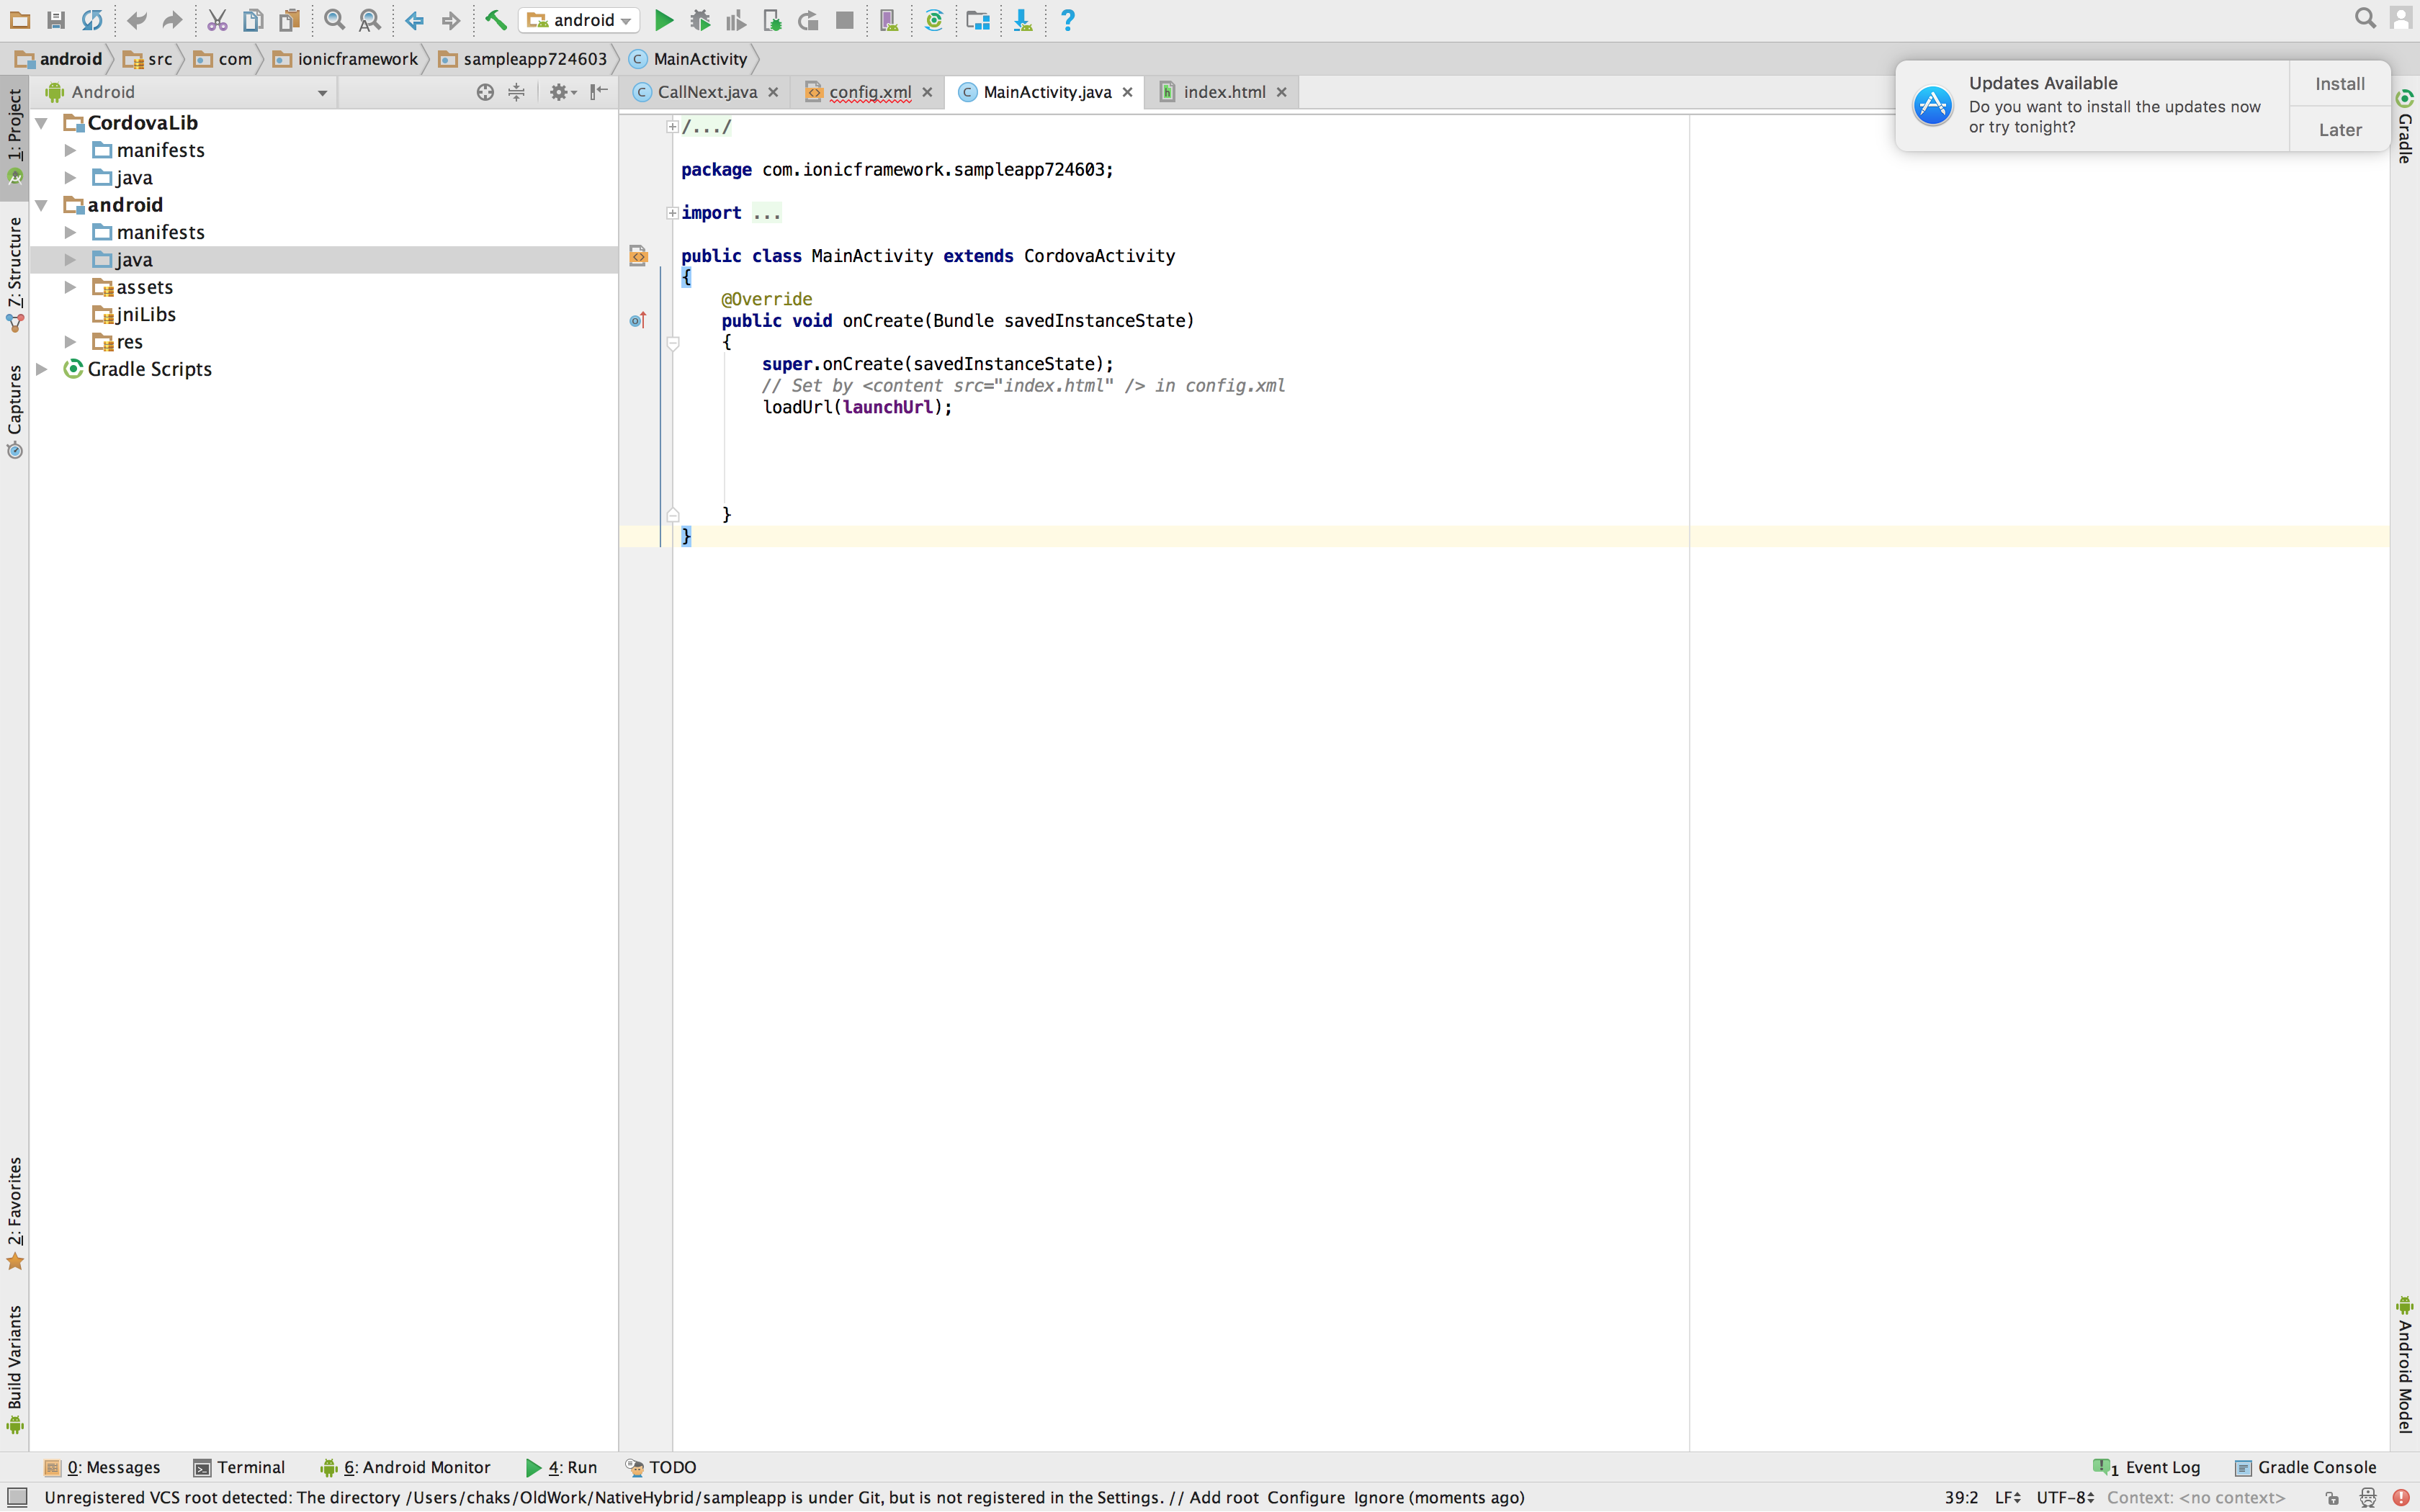 android
android src com ionicframework sampleapp724603 MainActivity
Updates Available
Do you want to install the updates now
or try tonight?
Install
Later
1: Project
7: Structure
Captures
2: Favorites
Build Variants
Android
CordovaLib
manifests
java
android
manifests
java
assets
jniLibs
res
Gradle Scripts
CallNext.java config.xml MainActivity.java index.html
/.../
package com.ionicframework.sampleapp724603;
import ...
public class MainActivity extends CordovaActivity
{
@Override
public void onCreate(Bundle savedInstanceState)
{
super.onCreate(savedInstanceState);
// Set by <content src="index.html" /> in config.xml
loadUrl(launchUrl);
}
}
Gradle
Android Model
0: Messages Terminal 6: Android Monitor 4: Run TODO
1 Event Log Gradle Console
Unregistered VCS root detected: The directory /Users/chaks/OldWork/NativeHybrid/sampleapp is under Git, but is not registered in the Settings. // Add root Configure Ignore (moments ago)
39:2 LF UTF-8 Context: <no context>